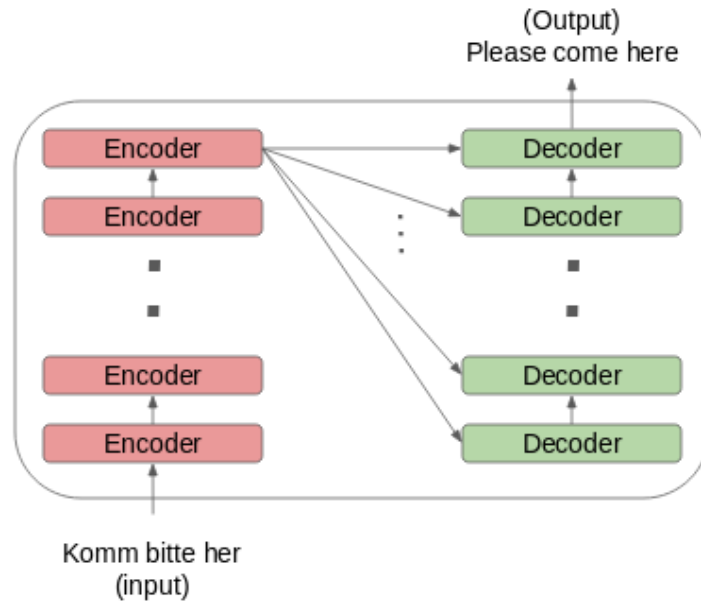 (Output)
Please come here
Encoder
Decoder
Encoder
Decoder
Encoder
Decoder
Encoder
Decoder
Komm bitte her
(input)